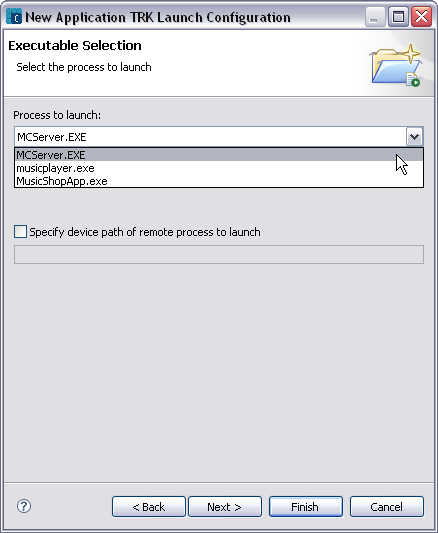 New Application TRK Launch Configuration
Executable Selection
Select the process to launch
Process to launch:
MCServer.EXE
MCServer.EXE
musicplayer.exe
MusicShopApp.exe
Specify device path of remote process to launch
? < Back Next > Finish Cancel